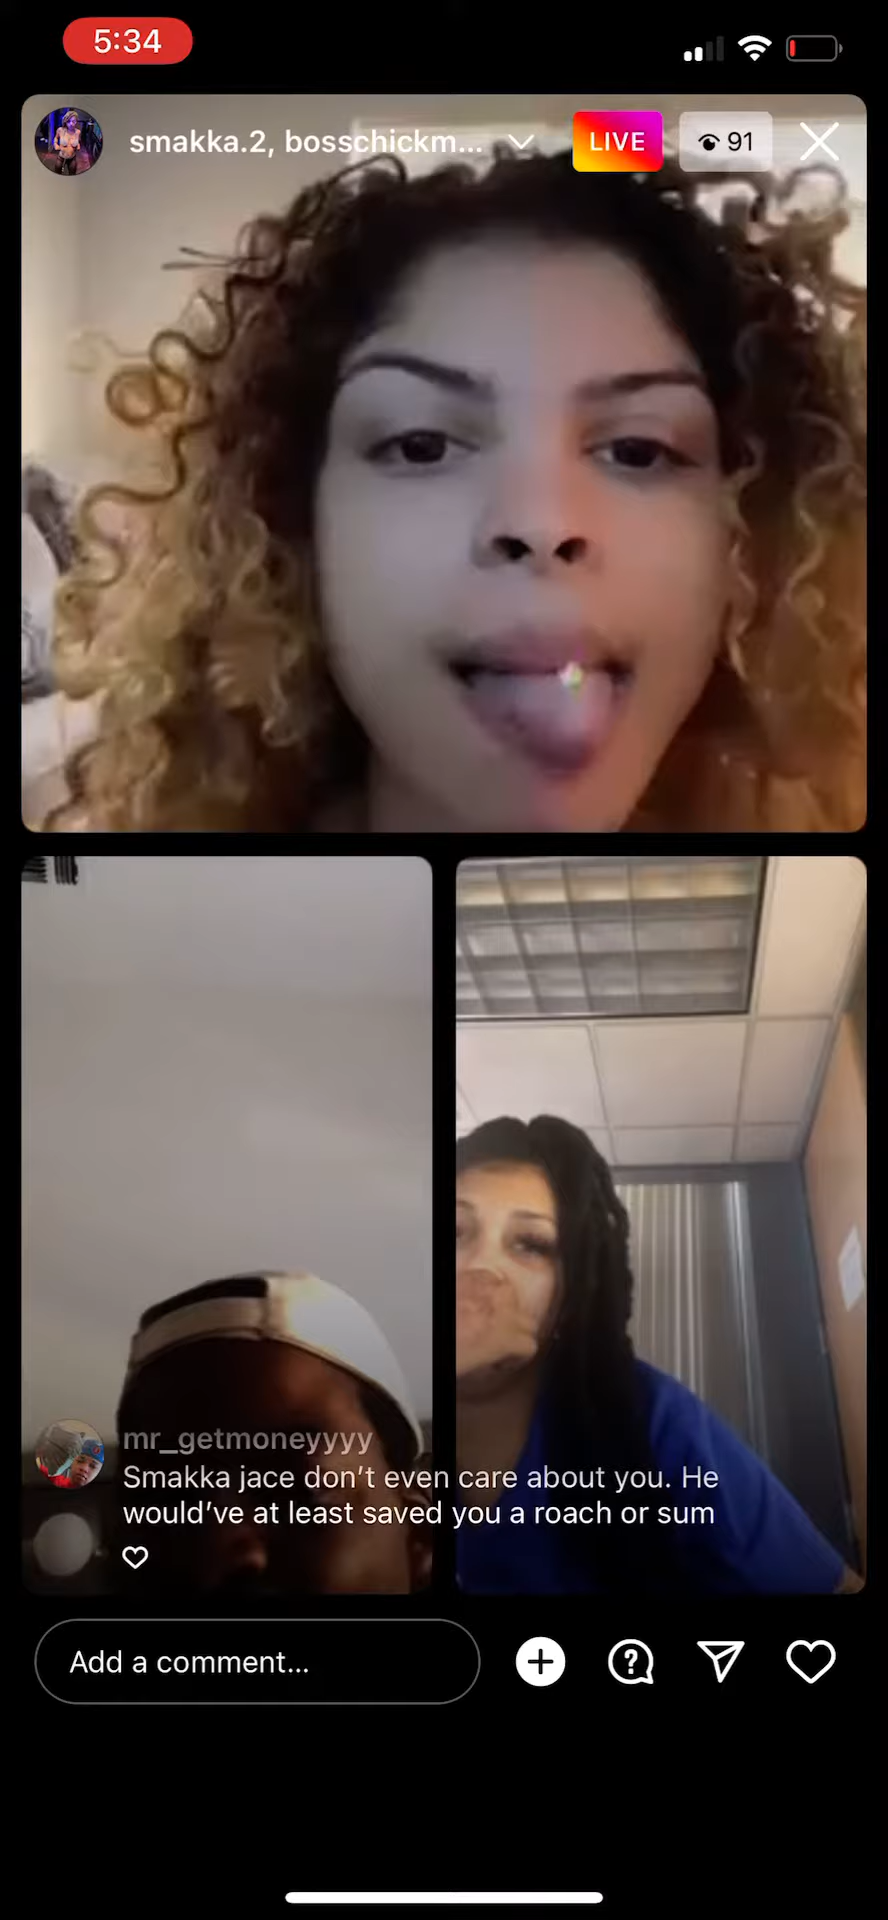 5:34
smakka.2, bosschickm...
LIVE
91
mr_getmoneyyyy
Smakka jace don't even care about you. He
would've at least saved you a roach or sum
Add a comment...